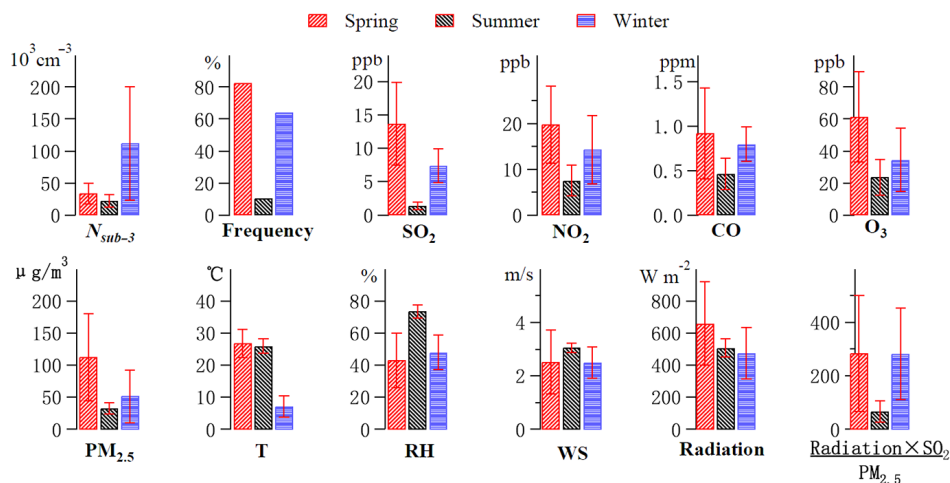 Spring Summer Winter
10³cm⁻³ % ppb ppb ppm ppb
200 80 20 20 1.5 80
150 60 15 10 1.0 60
100 40 10 0 0.5 40
50 20 5 0.0 20
0 0 0 0
N_sub-3 Frequency SO₂ NO₂ CO O₃
μg/m³ ℃ % m/s W m⁻²
200 40 80 4 800 400
150 30 60 2 600 200
100 20 40 0 400 0
50 10 20 200
0 0 0 0
PM₂.₅ T RH WS Radiation Radiation×SO₂
PM₂.₅